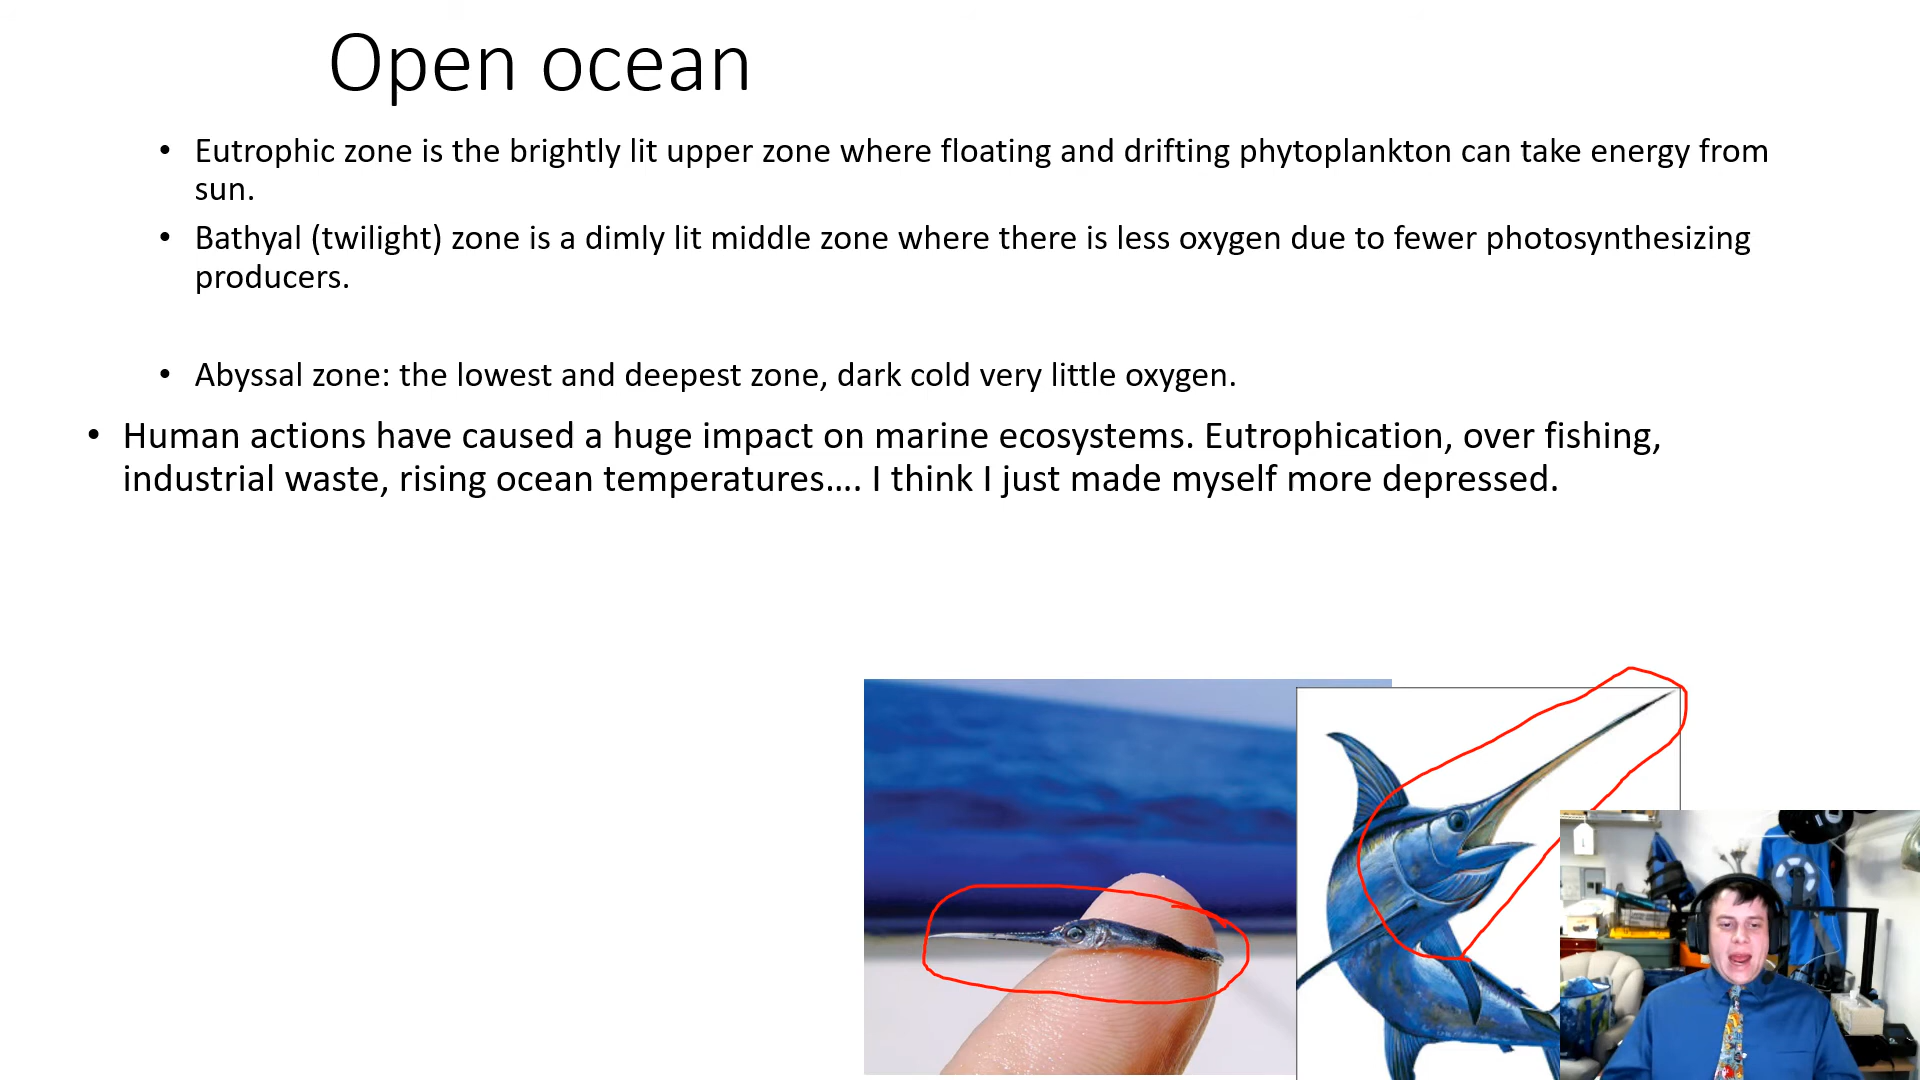 Open ocean
• Eutrophic zone is the brightly lit upper zone where floating and drifting phytoplankton can take energy from
sun.
• Bathyal (twilight) zone is a dimly lit middle zone where there is less oxygen due to fewer photosynthesizing
producers.
• Abyssal zone: the lowest and deepest zone, dark cold very little oxygen.
• Human actions have caused a huge impact on marine ecosystems. Eutrophication, over fishing,
industrial waste, rising ocean temperatures…. I think I just made myself more depressed.